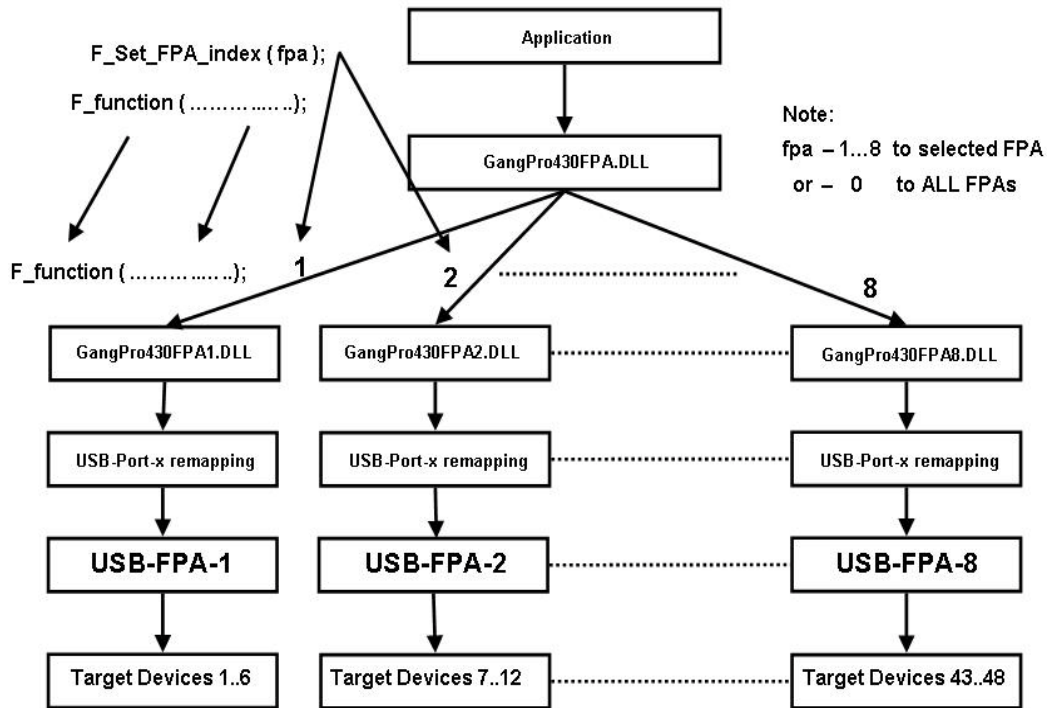 Application
F_Set_FPA_index ( fpa );
F_function ( ................);
Note:
fpa – 1...8 to selected FPA
or – 0 to ALL FPAs
GangPro430FPA.DLL
F_function ( ................);
1
2
8
GangPro430FPA1.DLL
GangPro430FPA2.DLL
GangPro430FPA8.DLL
USB-Port-x remapping
USB-Port-x remapping
USB-Port-x remapping
USB-FPA-1
USB-FPA-2
USB-FPA-8
Target Devices 1..6
Target Devices 7..12
Target Devices 43..48